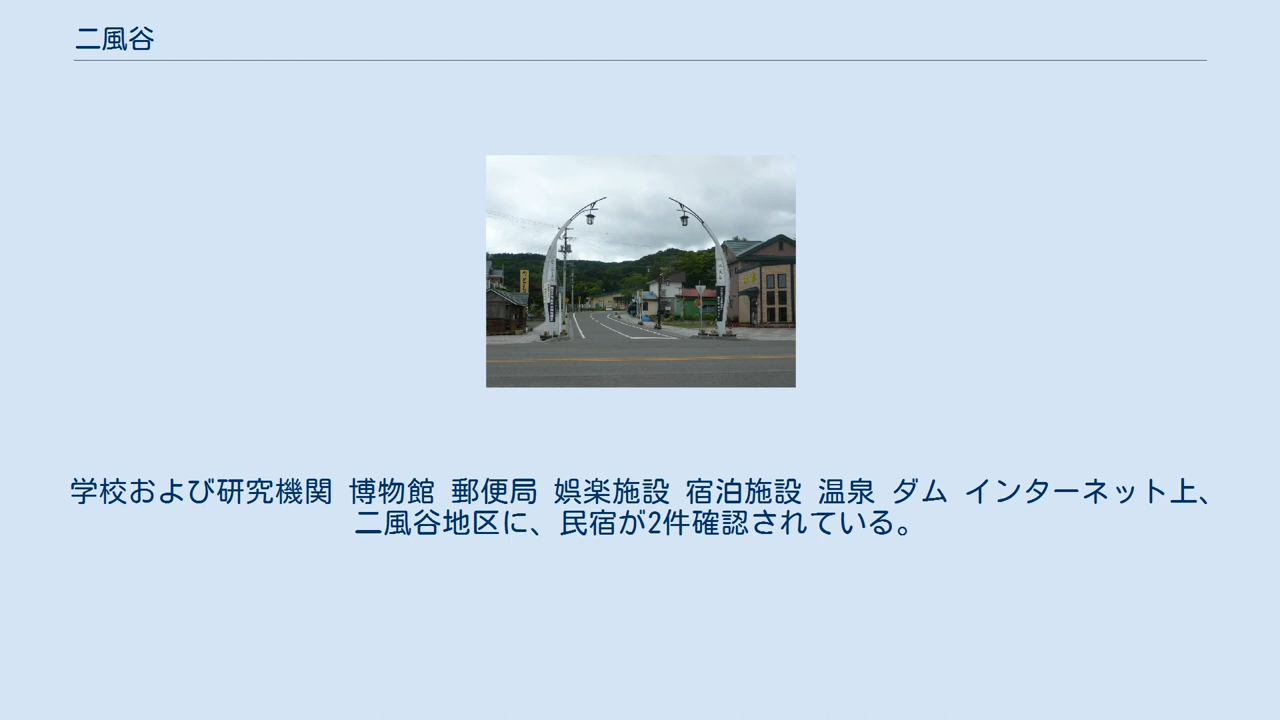 二風谷
学校および研究機関 博物館 郵便局 娯楽施設 宿泊施設 温泉 ダム インターネット上、
二風谷地区に、民宿が2件確認されている。